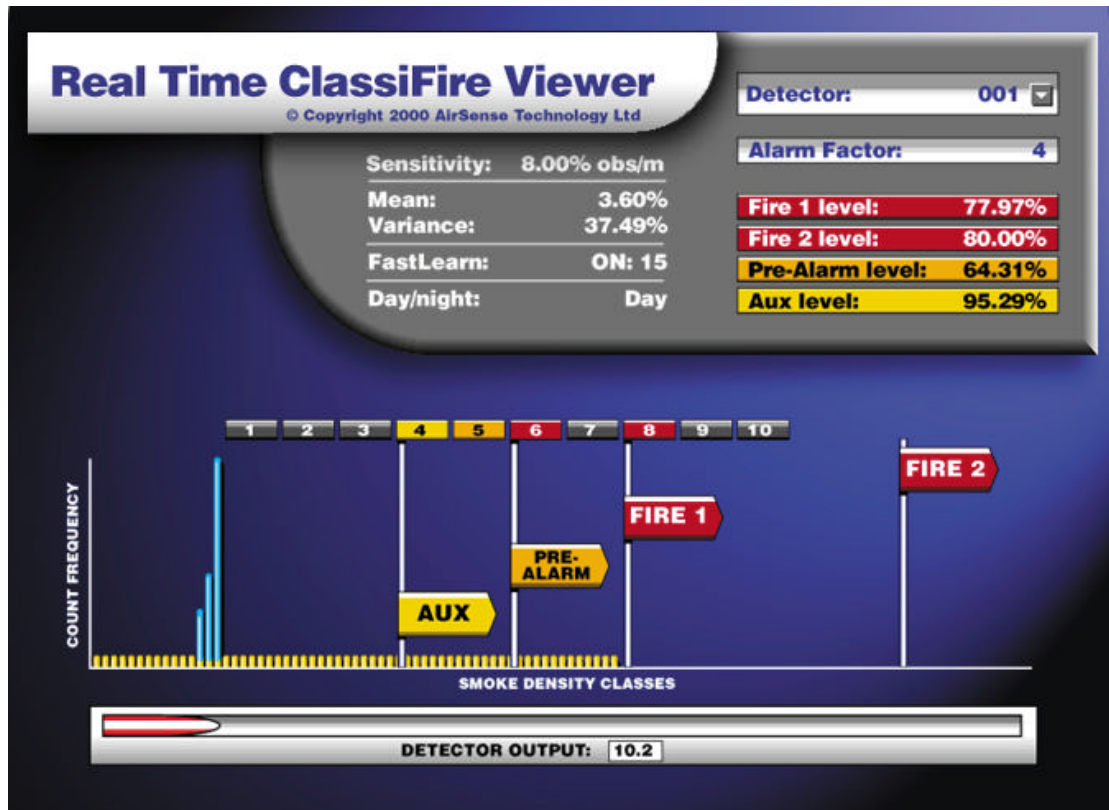 Real Time ClassiFire Viewer
© Copyright 2000 AirSense Technology Ltd
Detector: 001
Alarm Factor: 4
Sensitivity: 8.00% obs/m
Mean: 3.60%
Variance: 37.49%
FastLearn: ON: 15
Day/night: Day
Fire 1 level: 77.97%
Fire 2 level: 80.00%
Pre-Alarm level: 64.31%
Aux level: 95.29%
1 2 3 4 5 6 7 8 9 10
FIRE 2
FIRE 1
PRE-
ALARM
AUX
COUNT FREQUENCY
SMOKE DENSITY CLASSES
DETECTOR OUTPUT: 10.2